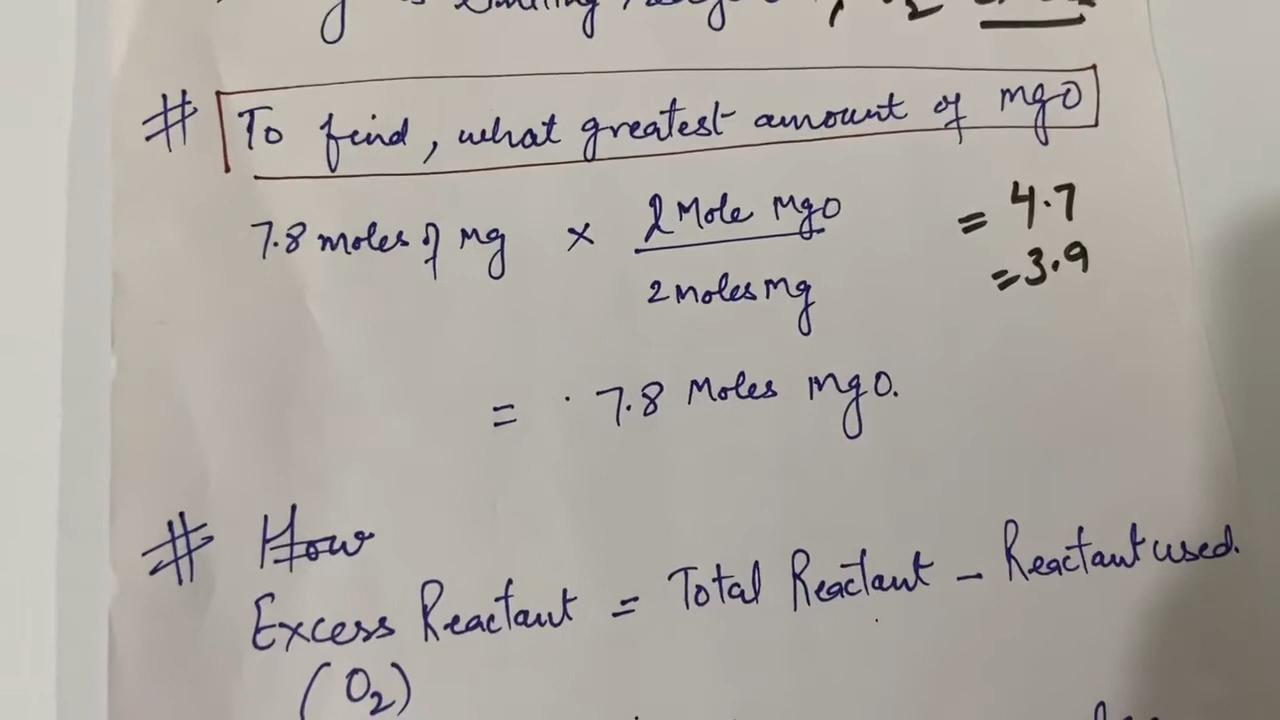 # To find, what greatest amount of MgO
7.8 moles of Mg × 2 Mole MgO = 4.7
2 moles Mg = 3.9
= 7.8 Moles MgO.
# How
Excess Reactant = Total Reactant - Reactant used.
(O₂)